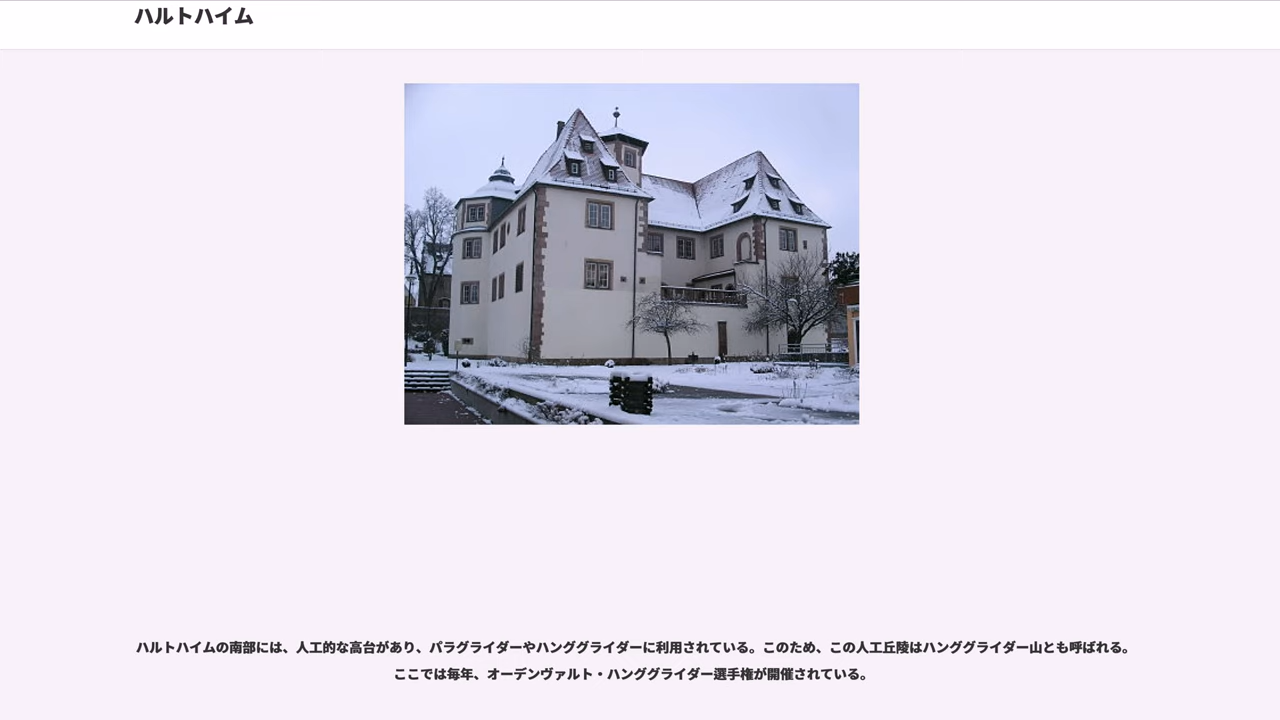 ハルトハイム
ハルトハイムの南部には、人工的な高台があり、パラグライダーやハンググライダーに利用されている。このため、この人工丘陵はハンググライダー山とも呼ばれる。
ここでは毎年、オーデンヴァルト・ハンググライダー選手権が開催されている。